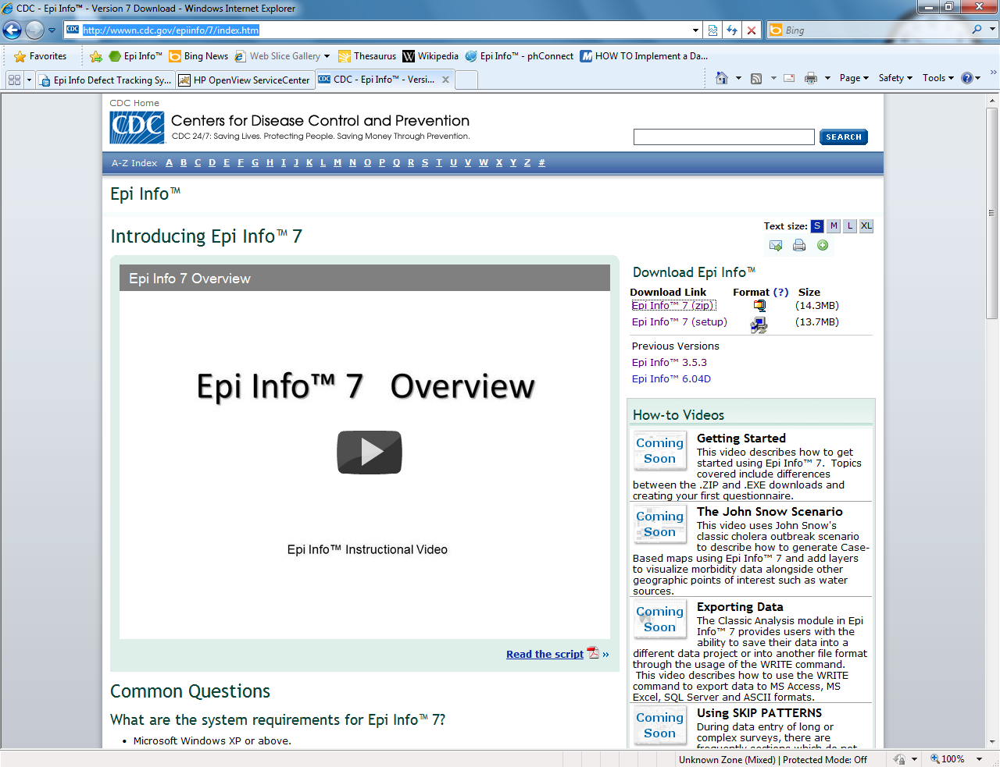 CDC - Epi Info™ - Version 7 Download - Windows Internet Explorer
CDC http://wwwn.cdc.gov/epiinfo/7/index.htm
Bing
Favorites Epi Info™ Bing News Web Slice Gallery Thesaurus Wikipedia Epi Info™ - phConnect HOW TO Implement a Da...
Epi Info Defect Tracking Sy... HP OpenView ServiceCenter CDC CDC - Epi Info™ - Versi... Page Safety Tools
CDC Home
CDC
Centers for Disease Control and Prevention
CDC 24/7: Saving Lives. Protecting People. Saving Money Through Prevention.
SEARCH
A-Z Index A B C D E F G H I J K L M N O P Q R S T U V W X Y Z #
Epi Info™
Introducing Epi Info™ 7
Text size: S M L XL
Epi Info 7 Overview
Epi Info™ 7 Overview
Epi Info™ Instructional Video
Read the script »
Common Questions
What are the system requirements for Epi Info™ 7?
• Microsoft Windows XP or above.
Download Epi Info™
Download Link Format (?) Size
Epi Info™ 7 (zip) (14.3MB)
Epi Info™ 7 (setup) (13.7MB)
Previous Versions
Epi Info™ 3.5.3
Epi Info™ 6.04D
How-to Videos
Coming
Soon
Getting Started
This video describes how to get
started using Epi Info™ 7. Topics
covered include differences
between the .ZIP and .EXE downloads and
creating your first questionnaire.
Coming
Soon
The John Snow Scenario
This video uses John Snow's
classic cholera outbreak scenario
to describe how to generate Case-
Based maps using Epi Info™ 7 and add layers
to visualize morbidity data alongside other
geographic points of interest such as water
sources.
Coming
Soon
Exporting Data
The Classic Analysis module in Epi
Info™ 7 provides users with the
ability to save their data into a
different data project or into another file format
through the usage of the WRITE command.
This video describes how to use the WRITE
command to export data to MS Access, MS
Excel, SQL Server and ASCII formats.
Coming
Soon
Using SKIP PATTERNS
During data entry of long or
complex surveys, there are
frequently sections which do not
Unknown Zone (Mixed) | Protected Mode: Off 100%